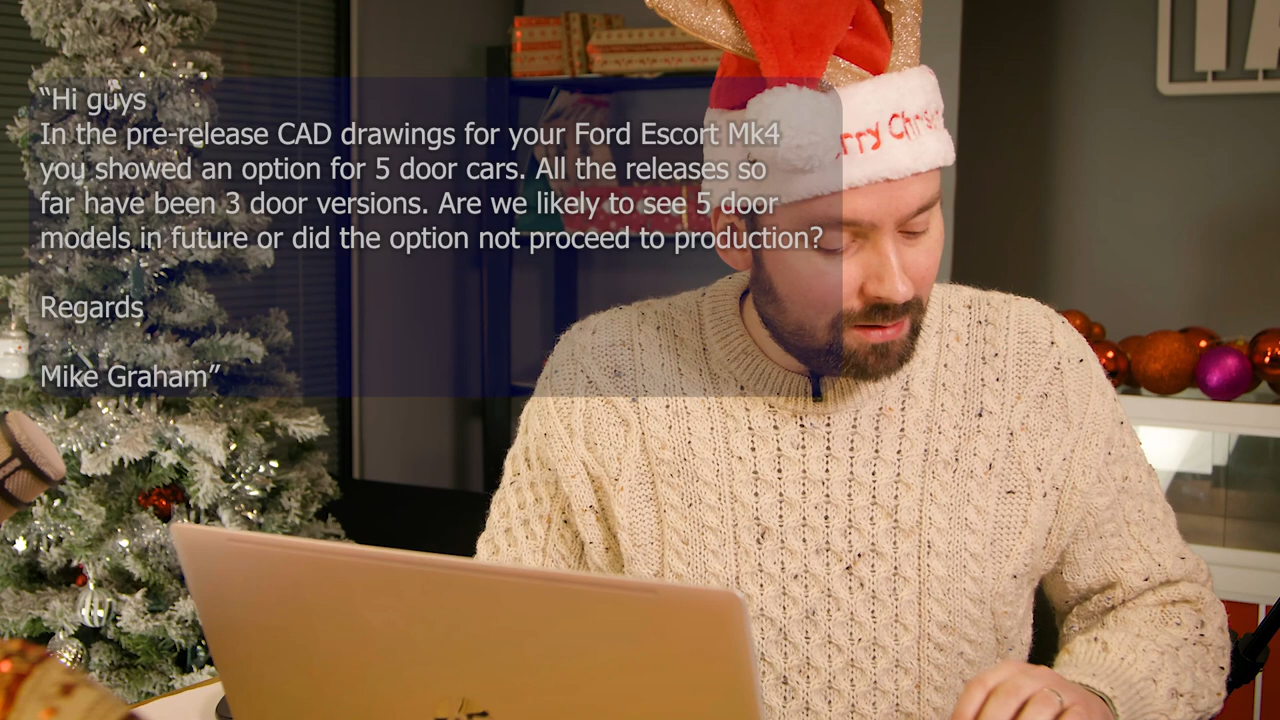 “Hi guys
In the pre-release CAD drawings for your Ford Escort Mk4
you showed an option for 5 door cars. All the releases so
far have been 3 door versions. Are we likely to see 5 door
models in future or did the option not proceed to production?
Regards
Mike Graham”